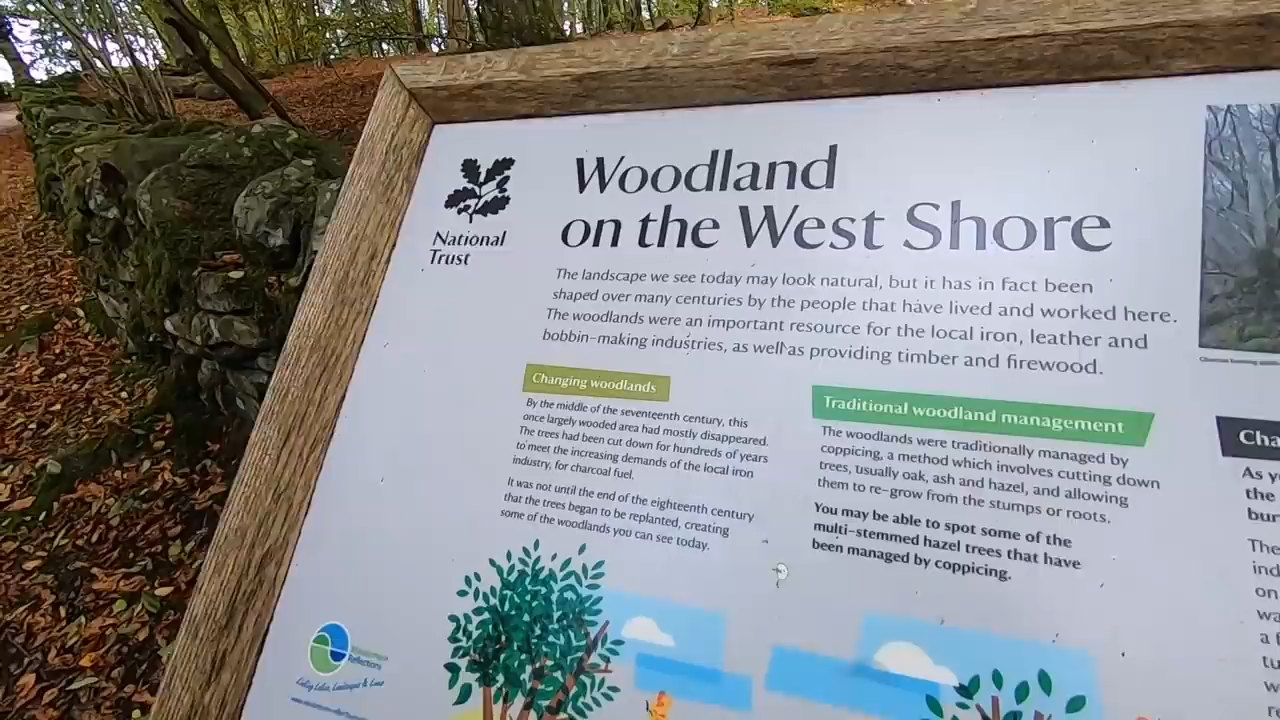 National
Trust
Woodland
on the West Shore
The landscape we see today may look natural, but it has in fact been
shaped over many centuries by the people that have lived and worked here.
The woodlands were an important resource for the local iron, leather and
bobbin-making industries, as well as providing timber and firewood.
Changing woodlands
By the middle of the seventeenth century, this
once largely wooded area had mostly disappeared.
The trees had been cut down for hundreds of years
to meet the increasing demands of the local iron
industry, for charcoal fuel.
It was not until the end of the eighteenth century
that the trees began to be replanted, creating
some of the woodlands you can see today.
Traditional woodland management
The woodlands were traditionally managed by
coppicing, a method which involves cutting down
trees, usually oak, ash and hazel, and allowing
them to re-grow from the stumps or roots.
You may be able to spot some of the
multi-stemmed hazel trees that have
been managed by coppicing.
Cha
As y
the
bur
The
ind
on
wa
a t
tu
w
r
Reflections